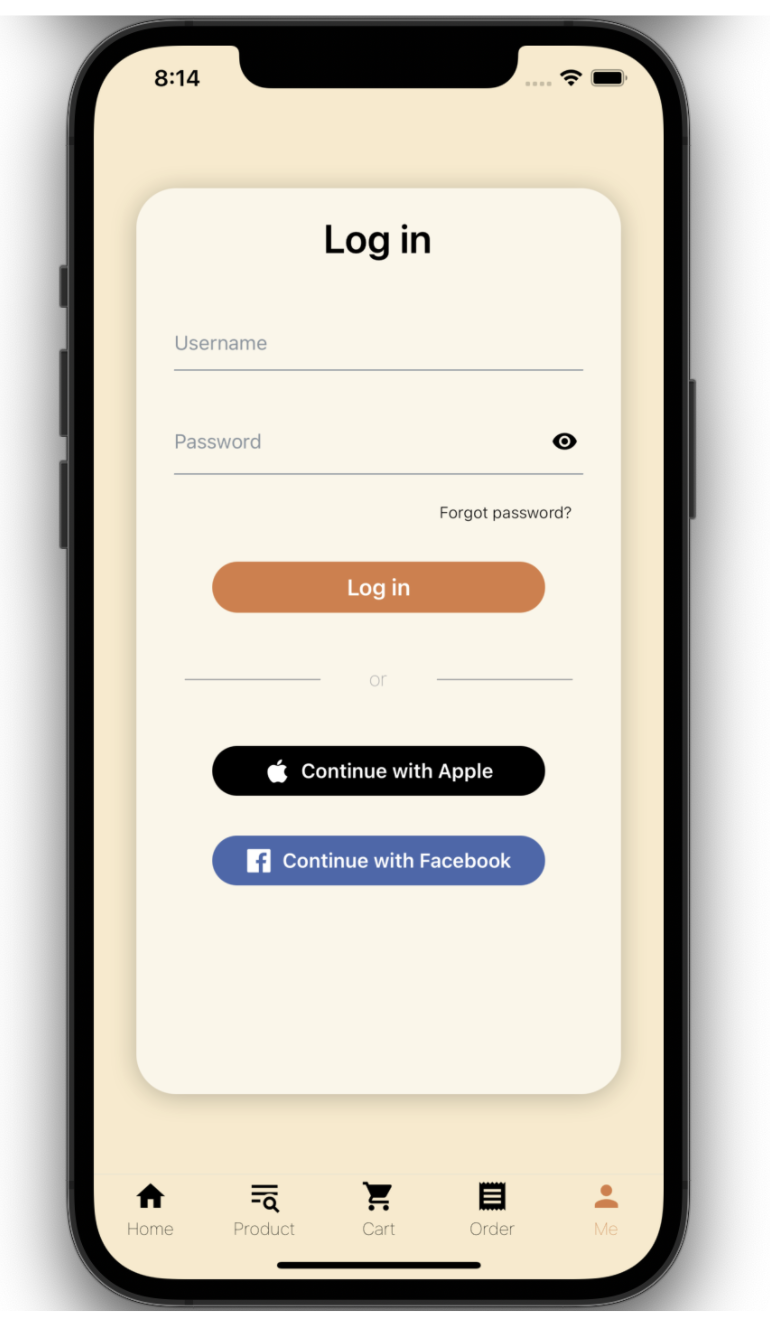 8:14
Log in
Username
Password
Forgot password?
Log in
or
Continue with Apple
Continue with Facebook
Home Product Cart Order Me